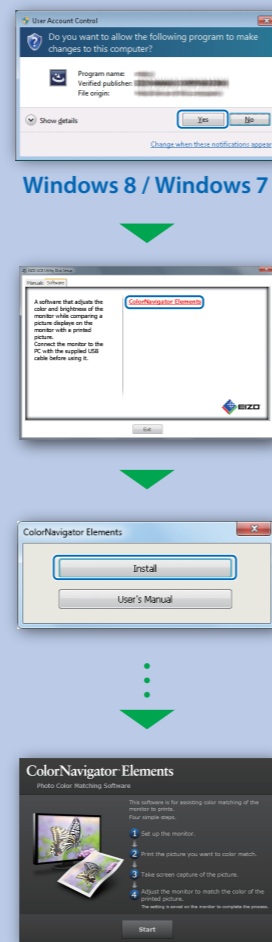 User Account Control
Do you want to allow the following program to make
changes to this computer?
Program name:
Verified publisher:
File origin:
Show details
Yes
No
Change when these notifications appear
Windows 8 / Windows 7
EIZO LCD Utility Disk Setup
Manuals
Software
A software that adjusts the
color and brightness of the
monitor while comparing a
picture displays on the
monitor with a printed
picture.
Connect the monitor to the
PC with the supplied USB
cable before using it.
ColorNavigator Elements
EIZO
Exit
ColorNavigator Elements
Install
User's Manual
ColorNavigator Elements
Photo Color Matching Software
This software is for assisting color matching of the
monitor to prints.
Four simple steps.
1 Set up the monitor.
2 Print the picture you want to color match.
3 Take screen capture of the picture.
4 Adjust the monitor to match the color of the
printed picture.
The setting is saved on the monitor to complete the process.
Start